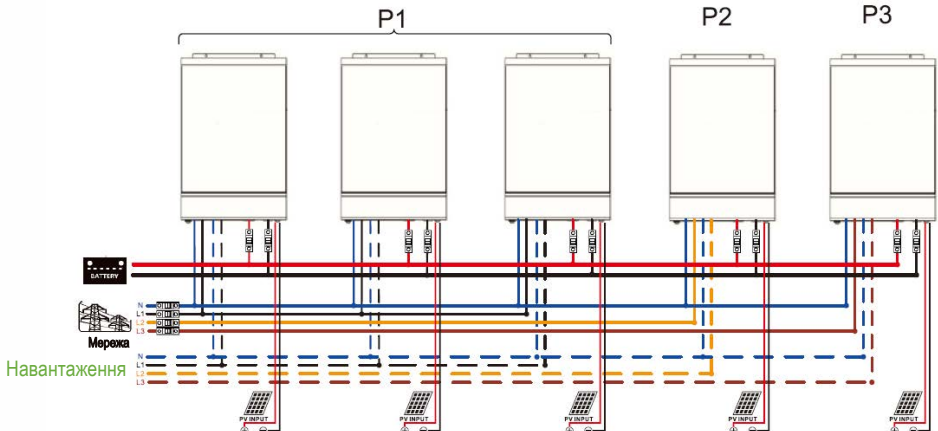 P1 P2 P3
BATTERY
N
L1
L2
L3
Мережа
Навантаження
N
L1
L2
L3
PV INPUT PV INPUT PV INPUT PV INPUT PV INPUT